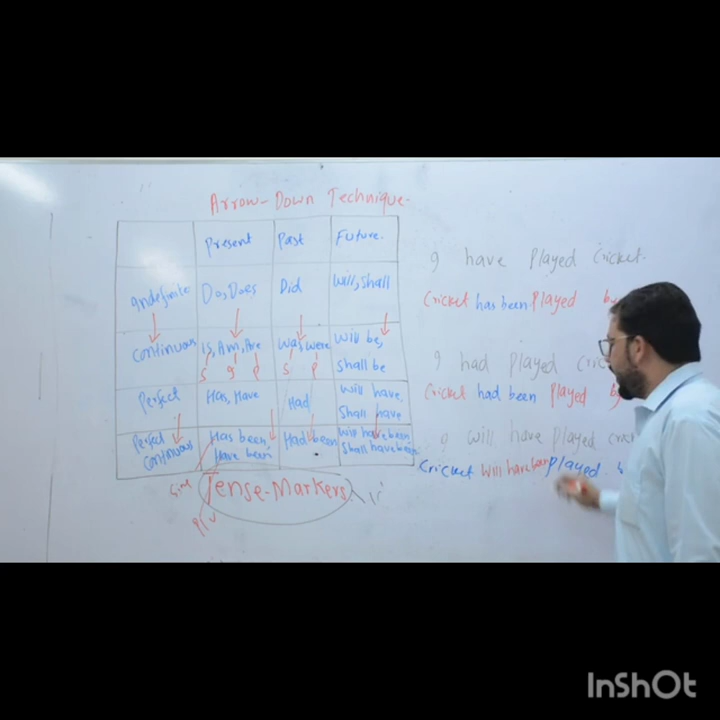 Arrow-Down Technique
Present Past Future
Indefinite Do, Does Did Will, Shall
Continuous Is, Am, Are Was were Will be,
S I P S P Shall be
Perfect Has, Have Had Will have,
Shall have
Perfect Continuous Has been, Had been Will have been
Have been Shall have been
Sing
Tense-Markers
I have Played Cricket.
Cricket has been Played by
I had played
Cricket had been Played by
I will have played
Cricket will have been Played
InShOt